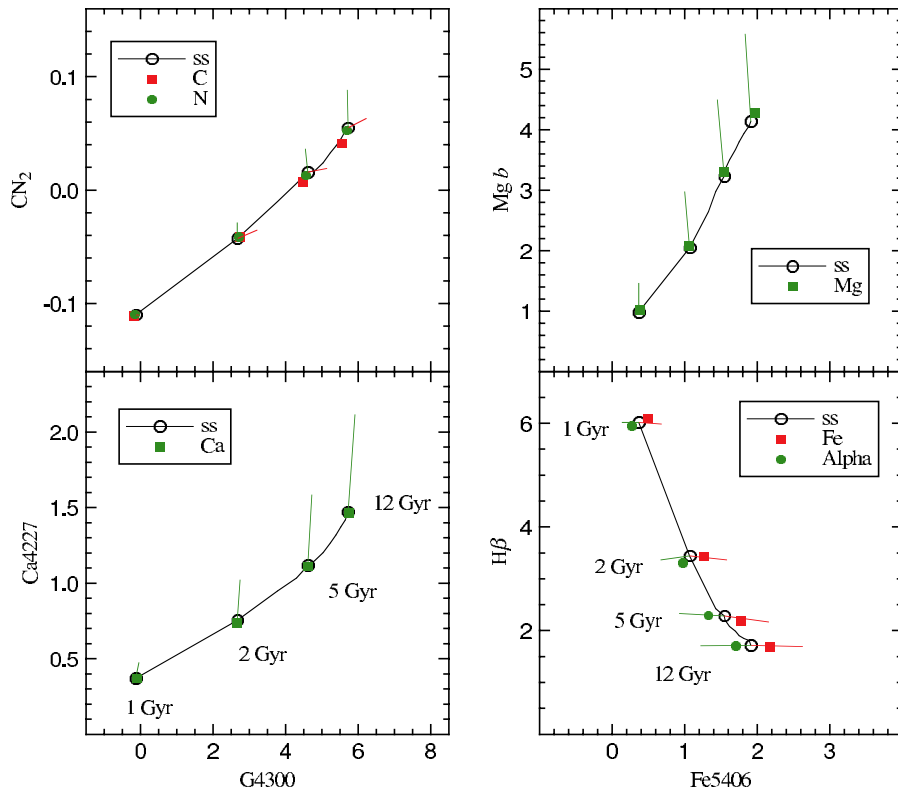 0.1
0.0
-0.1
CN₂
ss
C
N
5
4
3
2
1
Mg b
ss
Mg
2.0
1.5
1.0
0.5
Ca4227
ss
Ca
12 Gyr
5 Gyr
2 Gyr
1 Gyr
0
2
4
6
8
G4300
6
4
2
Hβ
ss
Fe
Alpha
1 Gyr
2 Gyr
5 Gyr
12 Gyr
0
1
2
3
Fe5406